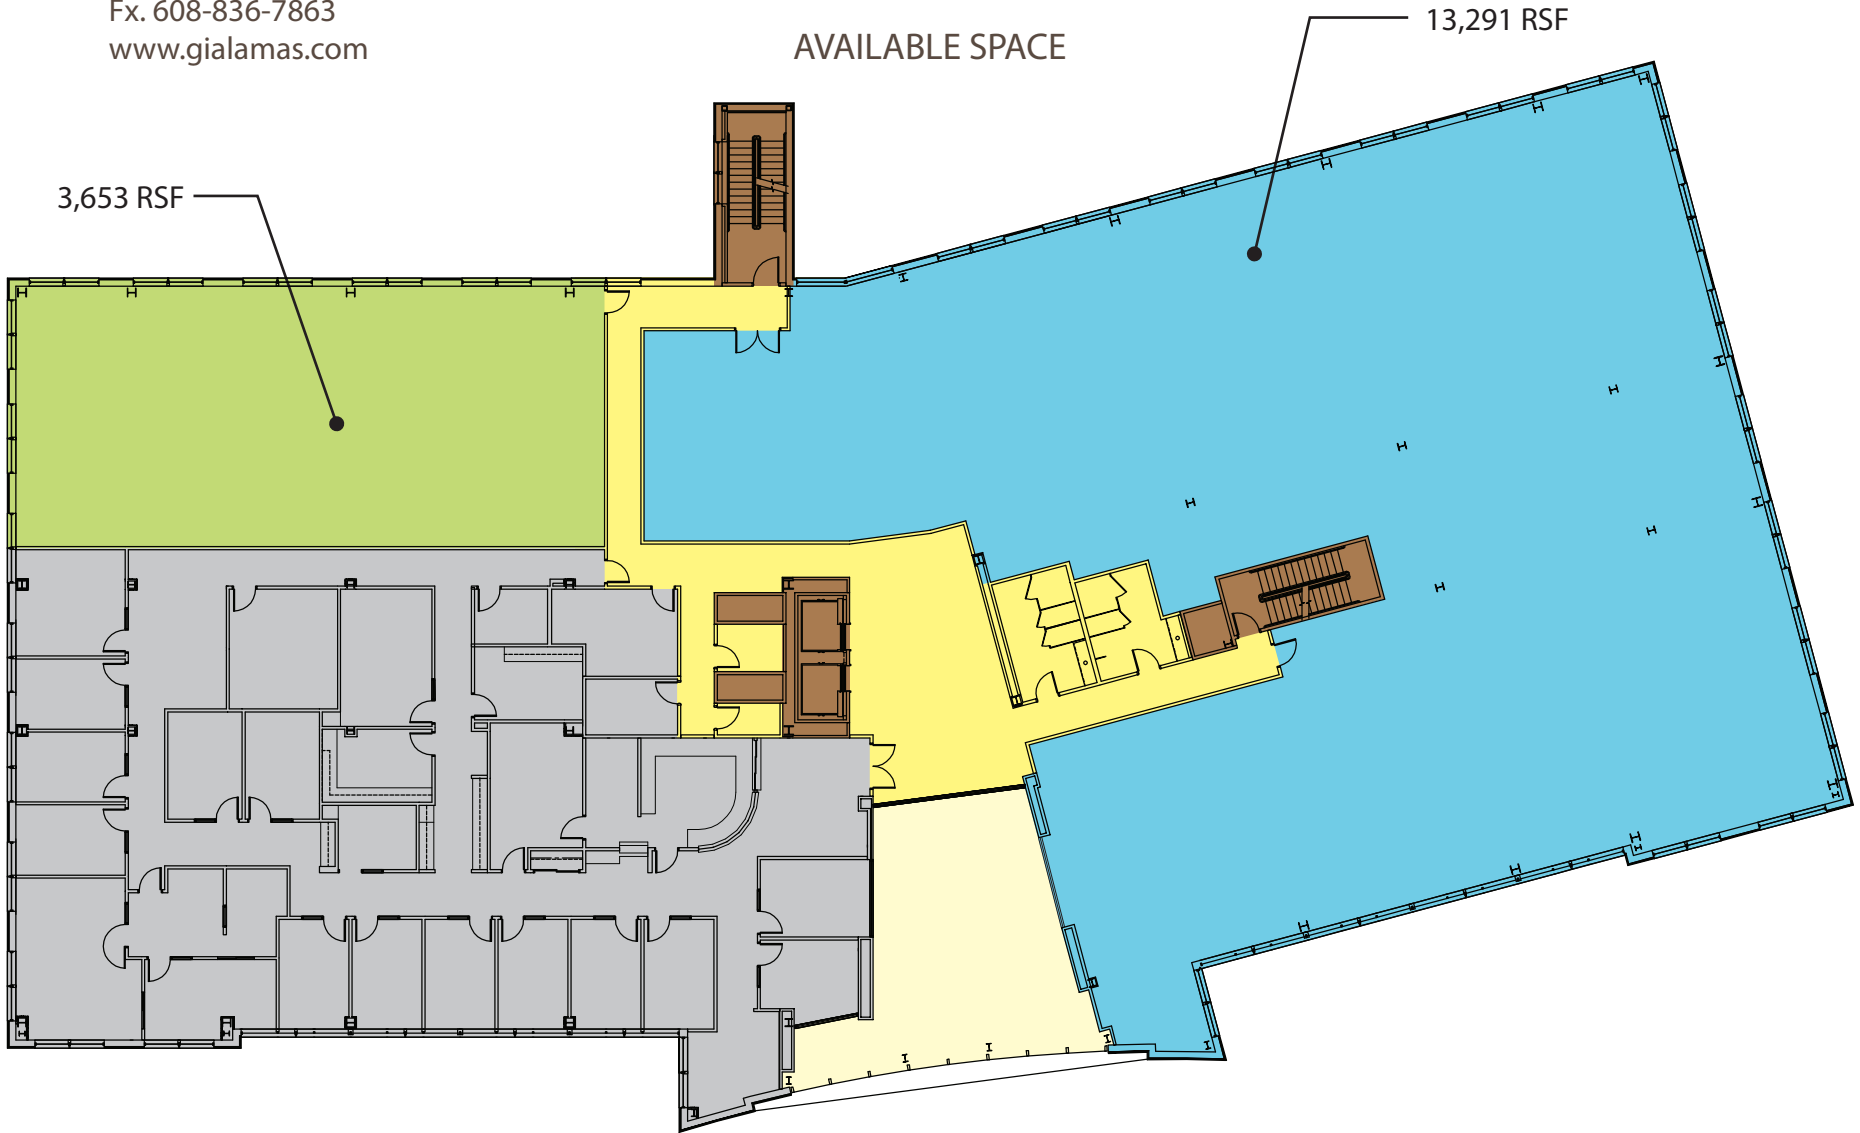 Fx. 608-836-7863
www.gialamas.com
AVAILABLE SPACE
13,291 RSF
3,653 RSF